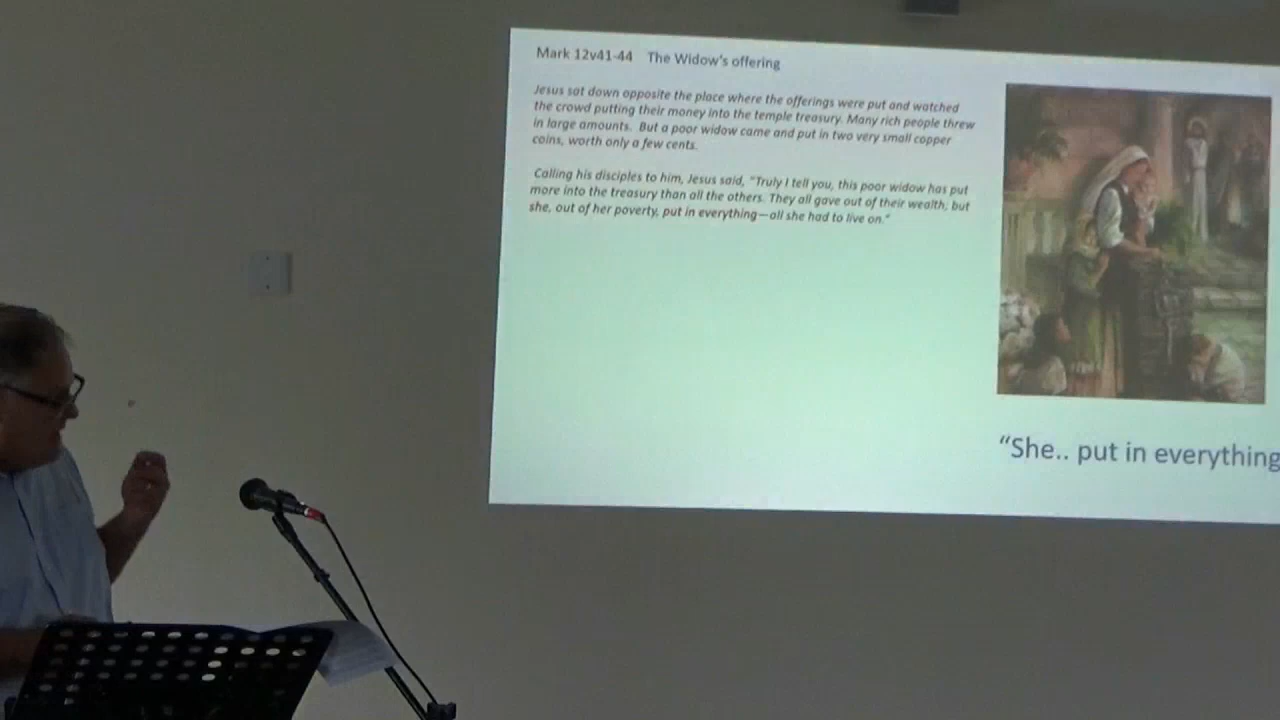 Mark 12v41-44 The Widow's offering
Jesus sat down opposite the place where the offerings were put and watched
the crowd putting their money into the temple treasury. Many rich people threw
in large amounts. But a poor widow came and put in two very small copper
coins, worth only a few cents.
Calling his disciples to him, Jesus said, "Truly I tell you, this poor widow has put
more into the treasury than all the others. They all gave out of their wealth; but
she, out of her poverty, put in everything—all she had to live on."
"She.. put in everything